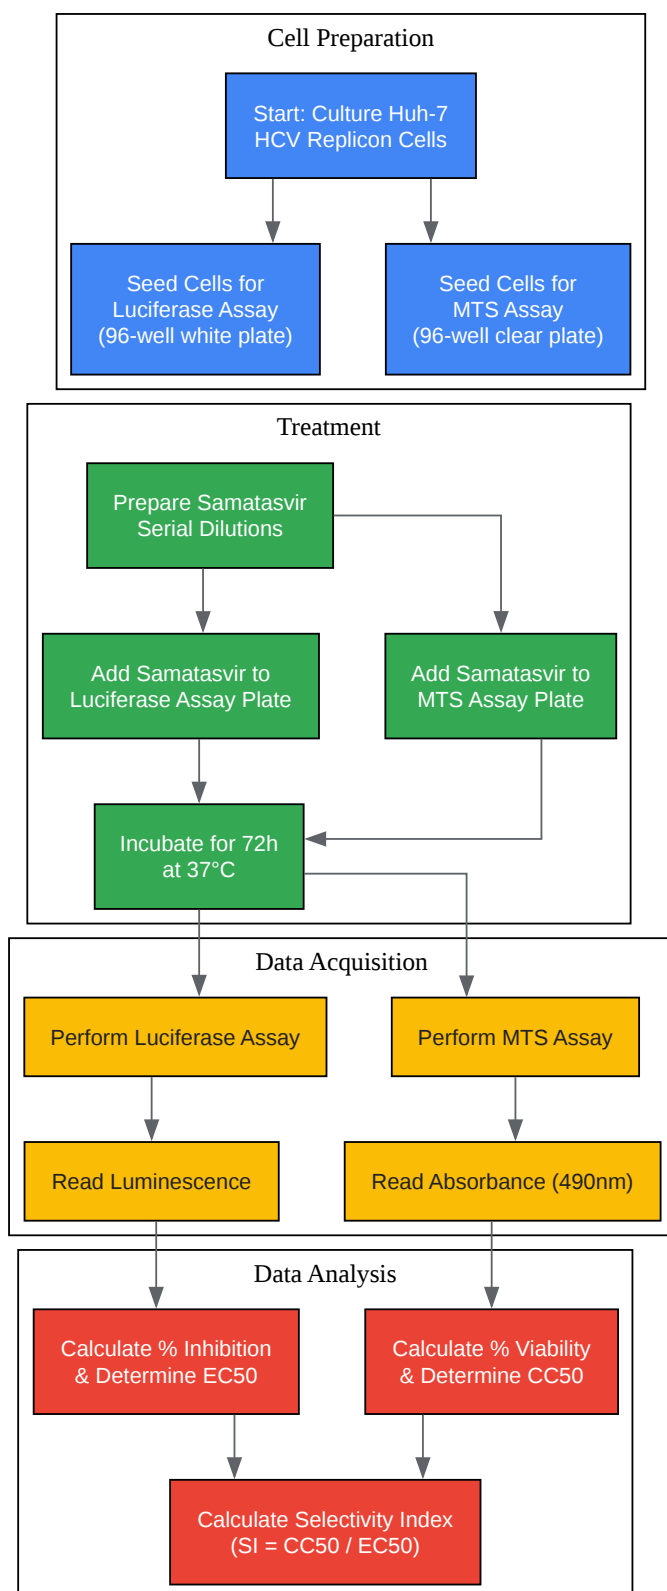 Cell Preparation
Start: Culture Huh-7
HCV Replicon Cells
Seed Cells for
Luciferase Assay
(96-well white plate)
Seed Cells for
MTS Assay
(96-well clear plate)
Treatment
Prepare Samatasvir
Serial Dilutions
Add Samatasvir to
Luciferase Assay Plate
Add Samatasvir to
MTS Assay Plate
Incubate for 72h
at 37°C
Data Acquisition
Perform Luciferase Assay
Perform MTS Assay
Read Luminescence
Read Absorbance (490nm)
Data Analysis
Calculate % Inhibition
& Determine EC50
Calculate % Viability
& Determine CC50
Calculate Selectivity Index
(SI = CC50 / EC50)